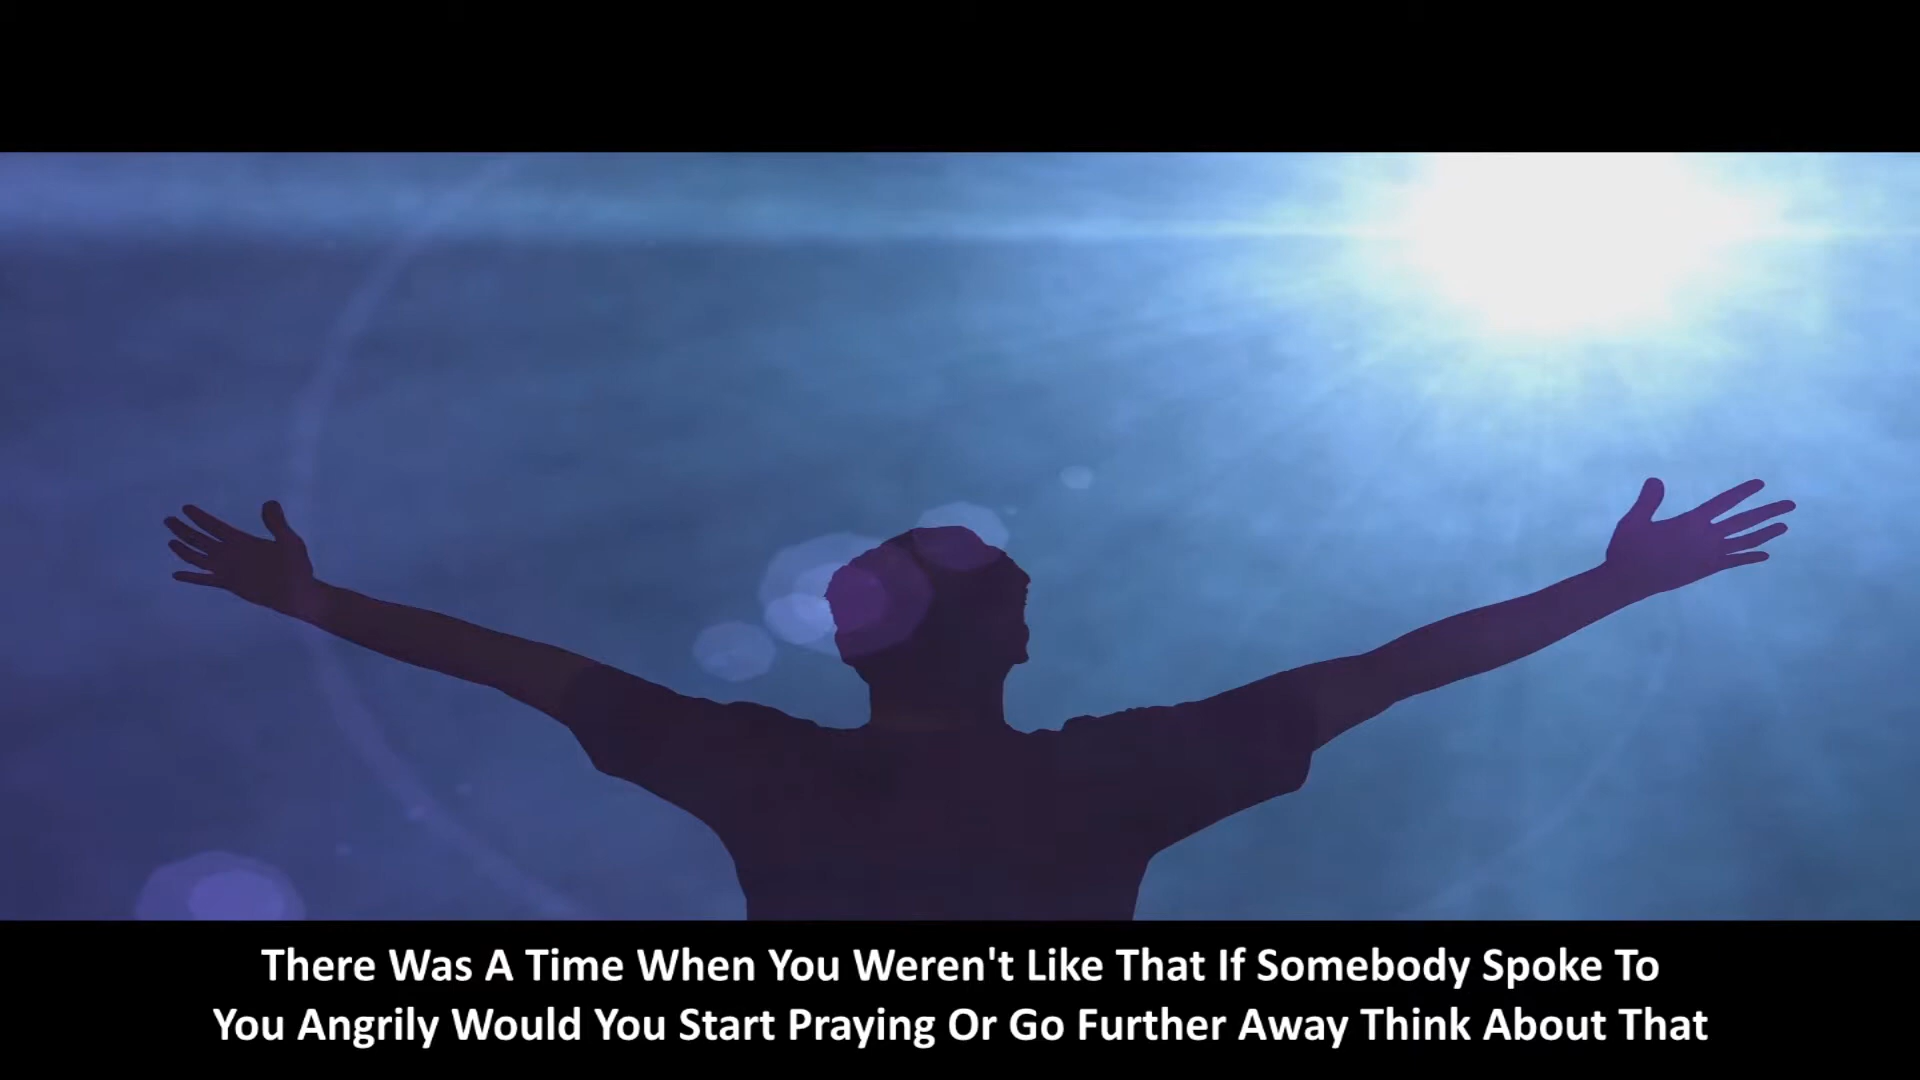 There Was A Time When You Weren't Like That If Somebody Spoke To
You Angrily Would You Start Praying Or Go Further Away Think About That